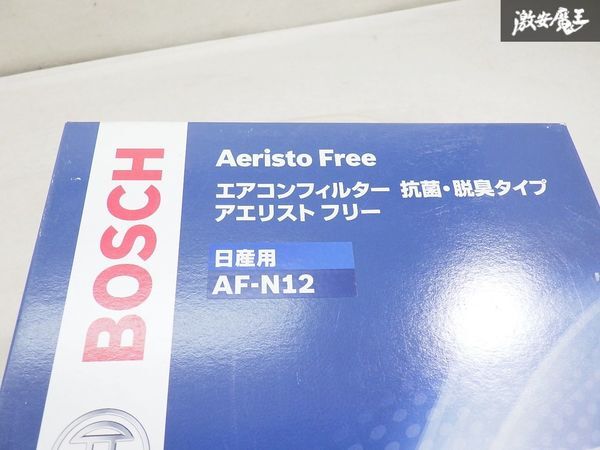 激安魔王
BOSCH
Aeristo Free
エアコンフィルター 抗菌・脱臭タイプ
アエリスト フリー
日産用
AF-N12